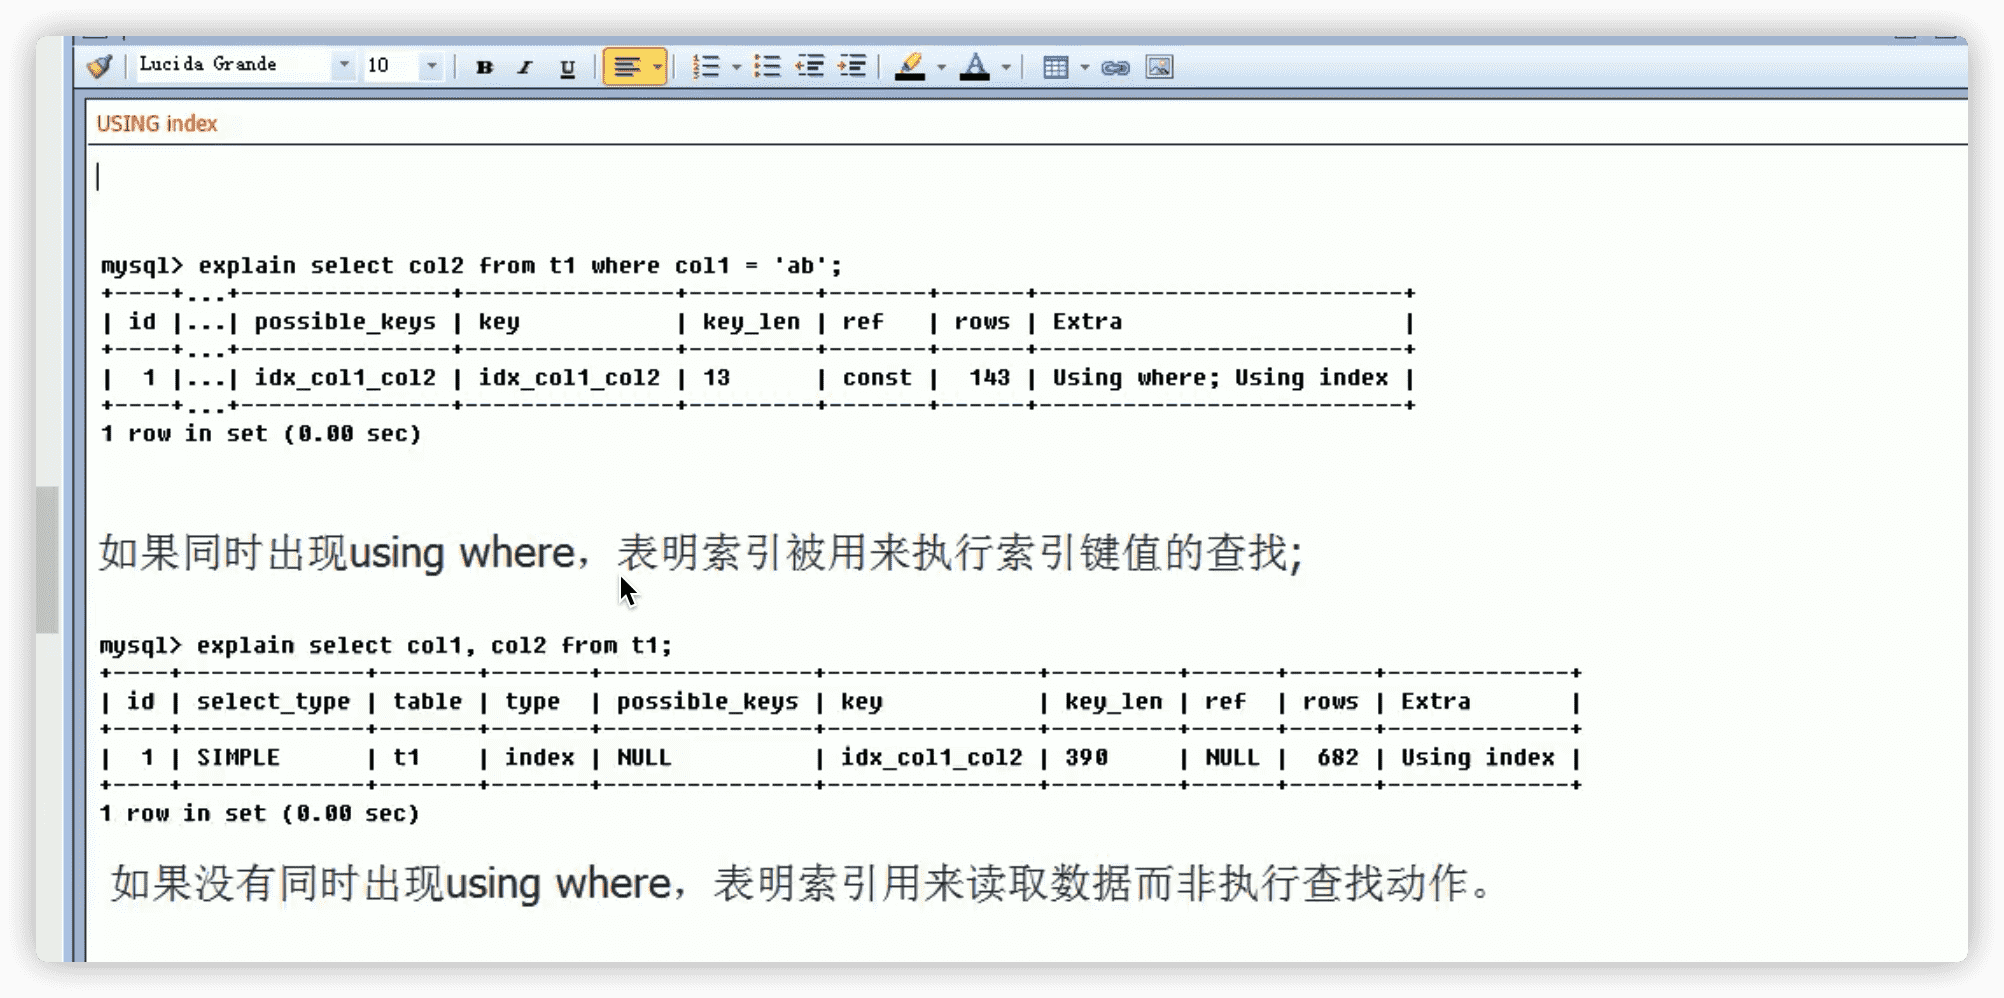 Lucida Grande 10 B I U A
USING index
mysql> explain select col2 from t1 where col1 = 'ab';
+----+...+---------------+---------------+---------+-------+------+--------------------------+
| id |...| possible_keys | key           | key_len | ref   | rows | Extra                    |
+----+...+---------------+---------------+---------+-------+------+--------------------------+
|  1 |...| idx_col1_col2 | idx_col1_col2 | 13      | const |  143 | Using where; Using index |
+----+...+---------------+---------------+---------+-------+------+--------------------------+
1 row in set (0.00 sec)
如果同时出现using where，表明索引被用来执行索引键值的查找;
mysql> explain select col1, col2 from t1;
+----+-------------+-------+-------+---------------+---------------+---------+------+------+-------------+
| id | select_type | table | type  | possible_keys | key           | key_len | ref  | rows | Extra       |
+----+-------------+-------+-------+---------------+---------------+---------+------+------+-------------+
|  1 | SIMPLE      | t1    | index | NULL          | idx_col1_col2 | 390     | NULL |  682 | Using index |
+----+-------------+-------+-------+---------------+---------------+---------+------+------+-------------+
1 row in set (0.00 sec)
如果没有同时出现using where，表明索引用来读取数据而非执行查找动作。